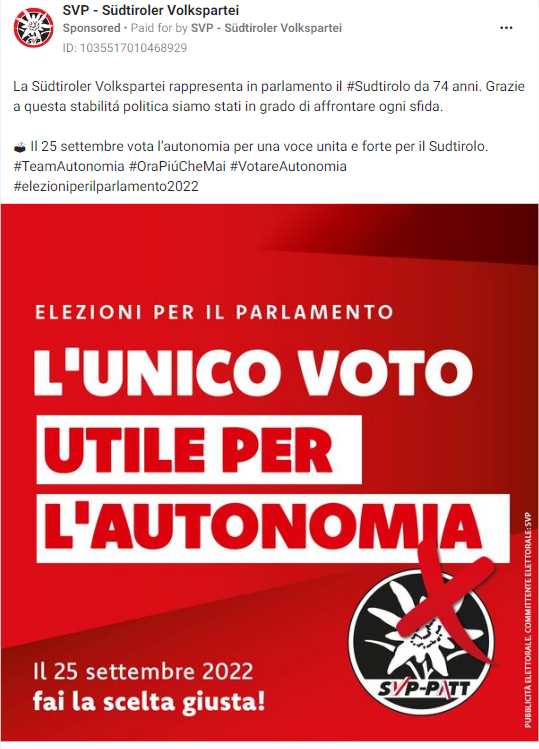 SVP - Südtiroler Volkspartei
Sponsored • Paid for by SVP - Südtiroler Volkspartei
ID: 1035517010468929
La Südtiroler Volkspartei rappresenta in parlamento il #Sudtirolo da 74 anni. Grazie
a questa stabilitá politica siamo stati in grado di affrontare ogni sfida.
🗳 Il 25 settembre vota l'autonomia per una voce unita e forte per il Sudtirolo.
#TeamAutonomia #OraPiúCheMai #VotareAutonomia
#elezioniperilparlamento2022
ELEZIONI PER IL PARLAMENTO
L'UNICO VOTO
UTILE PER
L'AUTONOMIA
SVP-PATT
Il 25 settembre 2022
fai la scelta giusta!
PUBBLICITÀ ELETTORALE, COMMITTENTE ELETTORALE: SVP